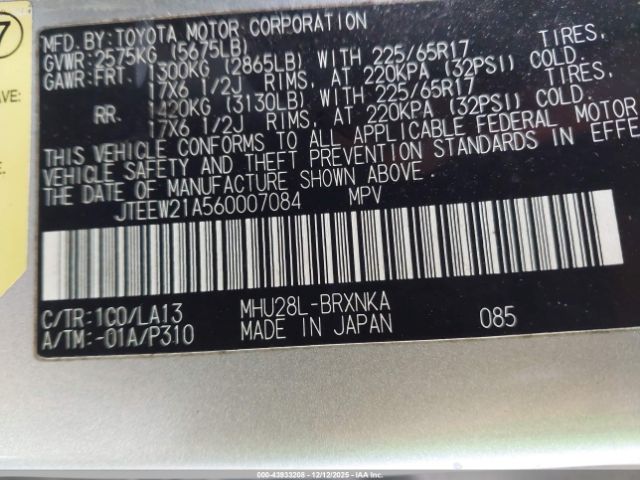 7
AVE:
MFD.BY:TOYOTA MOTOR CORPORATION
GVWR:2575KG (5675LB)
GAWR:FRT. 1300KG (2865LB) WITH 225/65R17 TIRES,
17X6 1/2J RIMS, AT 220KPA (32PSI) COLD.
RR. 1420KG (3130LB) WITH 225/65R17 TIRES,
17X6 1/2J RIMS, AT 220KPA (32PSI) COLD.
THIS VEHICLE CONFORMS TO ALL APPLICABLE FEDERAL MOTOR
VEHICLE SAFETY AND THEFT PREVENTION STANDARDS IN EFFE
THE DATE OF MANUFACTURE SHOWN ABOVE.
JTEEW21A560007084 MPV
C/TR:1C0/LA13 MHU28L-BRXNKA
A/TM:-01A/P310 MADE IN JAPAN 085
000-43933208 - 12/12/2025 - IAAI.COM